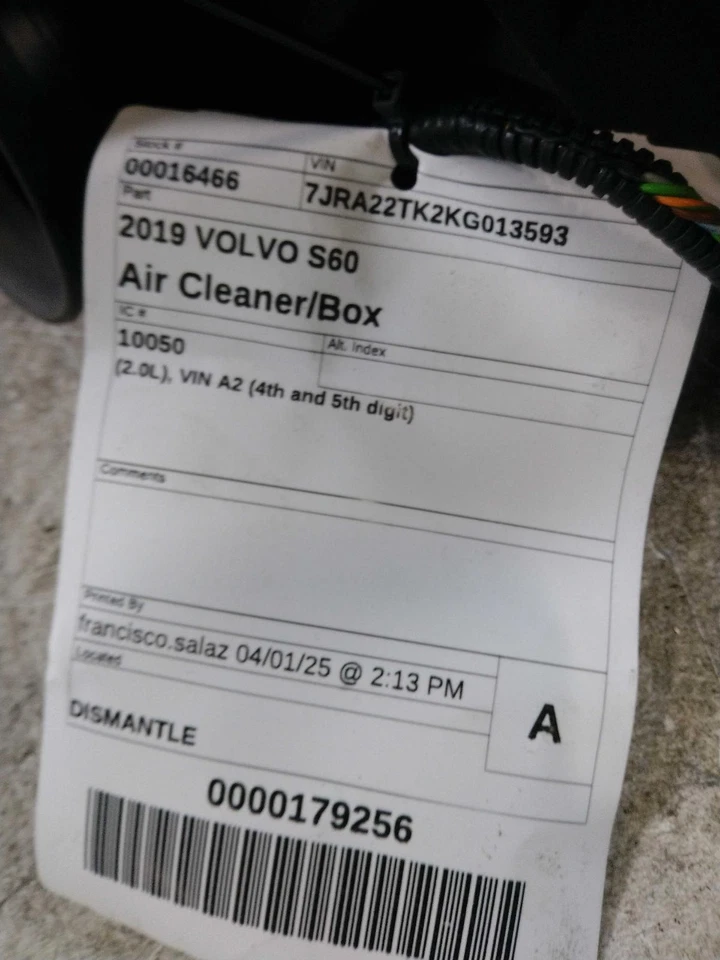 Stock #
00016466
VIN
7JRA22TK2KG013593
Part
2019 VOLVO S60
Air Cleaner/Box
IC #
10050
Alt. Index
(2.0L), VIN A2 (4th and 5th digit)
Comments
Printed By
francisco.salaz 04/01/25 @ 2:13 PM
Located
A
DISMANTLE
0000179256